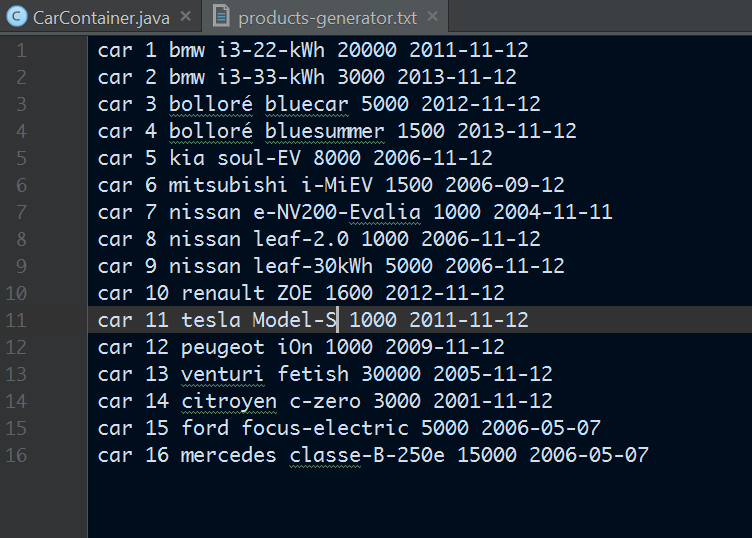 C CarContainer.java × products-generator.txt ×
1 car 1 bmw i3-22-kWh 20000 2011-11-12
2 car 2 bmw i3-33-kWh 3000 2013-11-12
3 car 3 bolloré bluecar 5000 2012-11-12
4 car 4 bolloré bluesummer 1500 2013-11-12
5 car 5 kia soul-EV 8000 2006-11-12
6 car 6 mitsubishi i-MiEV 1500 2006-09-12
7 car 7 nissan e-NV200-Evalia 1000 2004-11-11
8 car 8 nissan leaf-2.0 1000 2006-11-12
9 car 9 nissan leaf-30kWh 5000 2006-11-12
10 car 10 renault ZOE 1600 2012-11-12
11 car 11 tesla Model-S 1000 2011-11-12
12 car 12 peugeot iOn 1000 2009-11-12
13 car 13 venturi fetish 30000 2005-11-12
14 car 14 citroyen c-zero 3000 2001-11-12
15 car 15 ford focus-electric 5000 2006-05-07
16 car 16 mercedes classe-B-250e 15000 2006-05-07